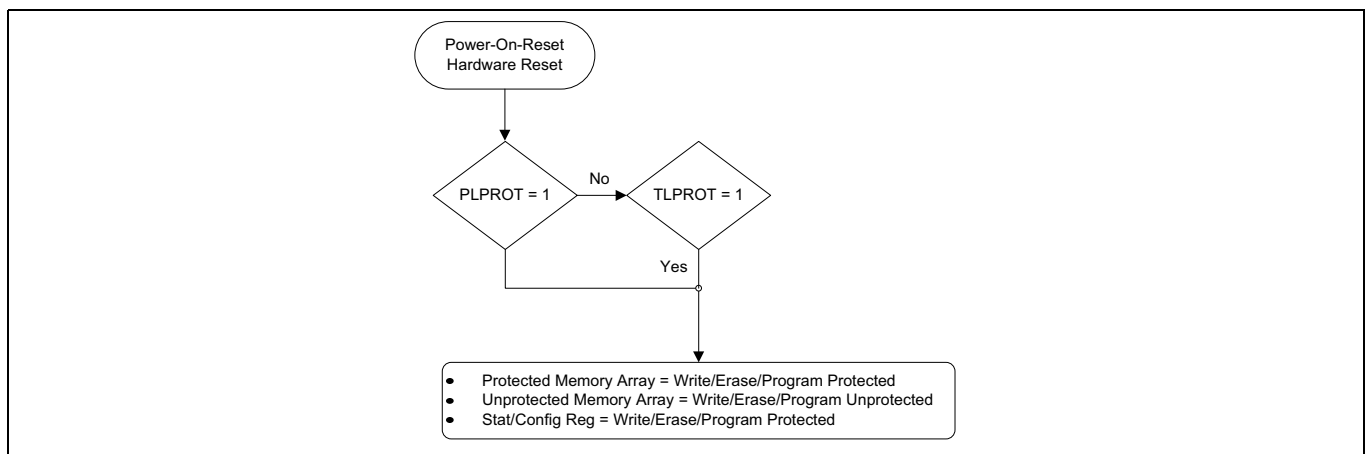 Power-On-Reset
Hardware Reset
PLPROT = 1
No
TLPROT = 1
Yes
• Protected Memory Array = Write/Erase/Program Protected
• Unprotected Memory Array = Write/Erase/Program Unprotected
• Stat/Config Reg = Write/Erase/Program Protected